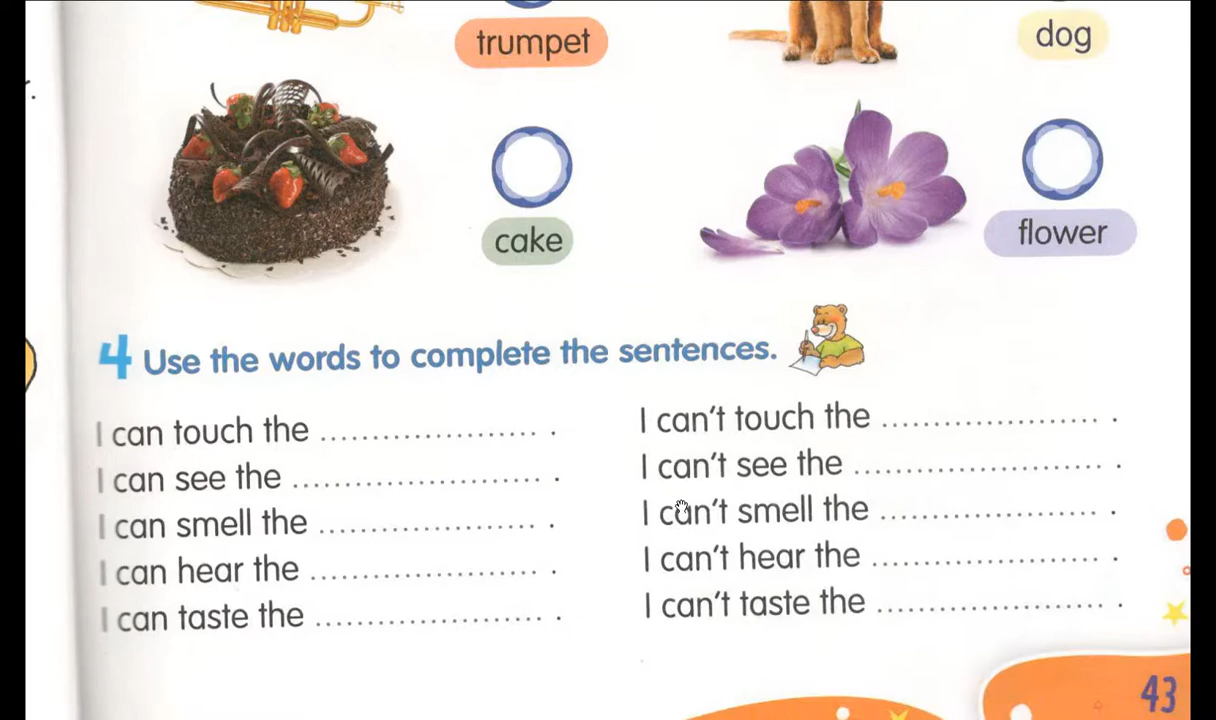 trumpet
dog
cake
flower
4 Use the words to complete the sentences.
I can touch the .................... .
I can see the .................... .
I can smell the .................... .
I can hear the .................... .
I can taste the .................... .
I can't touch the .................... .
I can't see the .................... .
I can't smell the .................... .
I can't hear the .................... .
I can't taste the .................... .
43